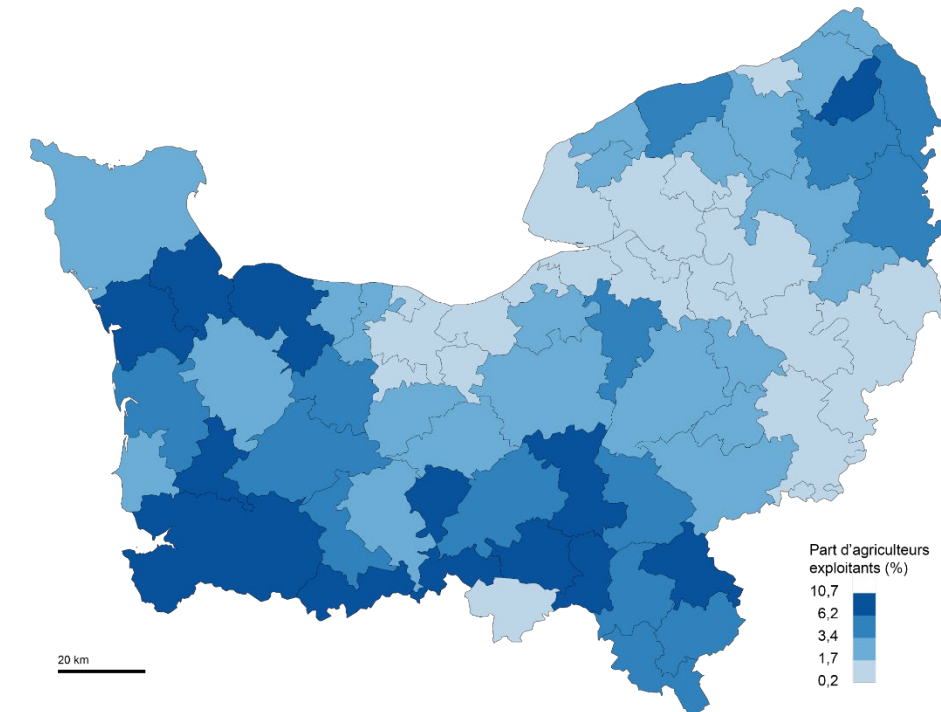 Part d'agriculteurs
exploitants (%)
10,7
6,2
3,4
1,7
0,2
20 km